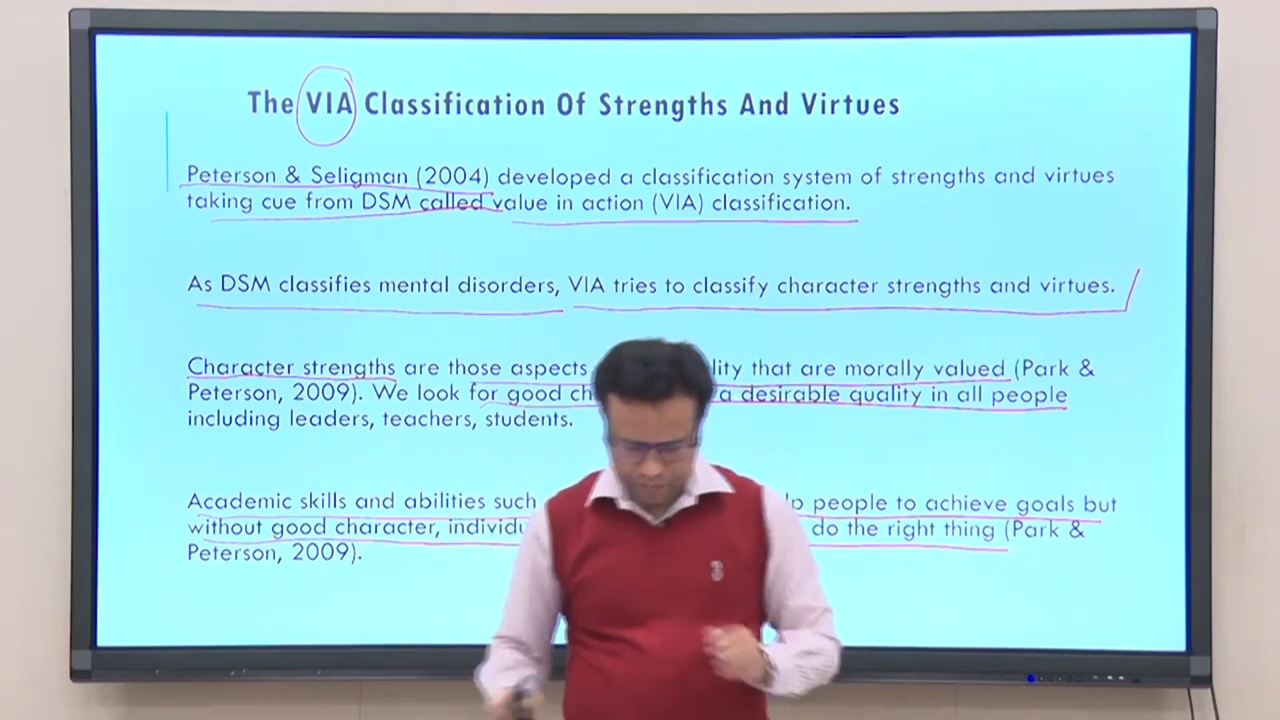 The VIA Classification Of Strengths And Virtues
Peterson & Seligman (2004) developed a classification system of strengths and virtues
taking cue from DSM called value in action (VIA) classification.
As DSM classifies mental disorders, VIA tries to classify character strengths and virtues.
Character strengths are those aspects that are morally valued (Park &
Peterson, 2009). We look for good a desirable quality in all people
including leaders, teachers, students.
Academic skills and abilities such people to achieve goals but
without good character, do the right thing (Park &
Peterson, 2009).